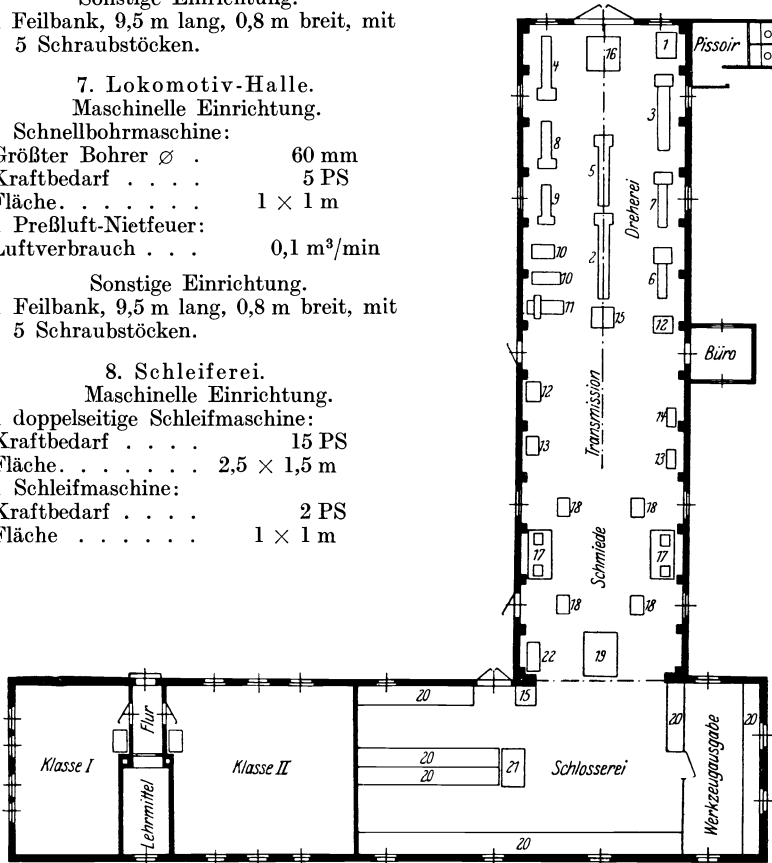 Sonstige Einrichtung.
Feilbank, 9,5 m lang, 0,8 m breit, mit
5 Schraubstöcken.
7. Lokomotiv-Halle.
Maschinelle Einrichtung.
Schnellbohrmaschine:
Größter Bohrer ⌀ . 60 mm
Kraftbedarf . . . . 5 PS
Fläche. . . . . . . 1 × 1 m
Preßluft-Nietfeuer:
Luftverbrauch . . . 0,1 m³/min
Sonstige Einrichtung.
Feilbank, 9,5 m lang, 0,8 m breit, mit
5 Schraubstöcken.
8. Schleiferei.
Maschinelle Einrichtung.
doppelseitige Schleifmaschine:
Kraftbedarf . . . . 15 PS
Fläche. . . . . . . 2,5 × 1,5 m
Schleifmaschine:
Kraftbedarf . . . . 2 PS
Fläche . . . . . . 1 × 1 m
16
1
Pissoir
4
3
8
5
Dreherei
9
7
10
2
6
10
11
15
12
Büro
Transmission
12
14
13
13
18
18
17
Schmiede
17
18
18
22
19
20
15
20
20
Flur
Klasse I
Klasse II
20
20
21
Schlosserei
Werkzeugausgabe
Lehrmittel
20